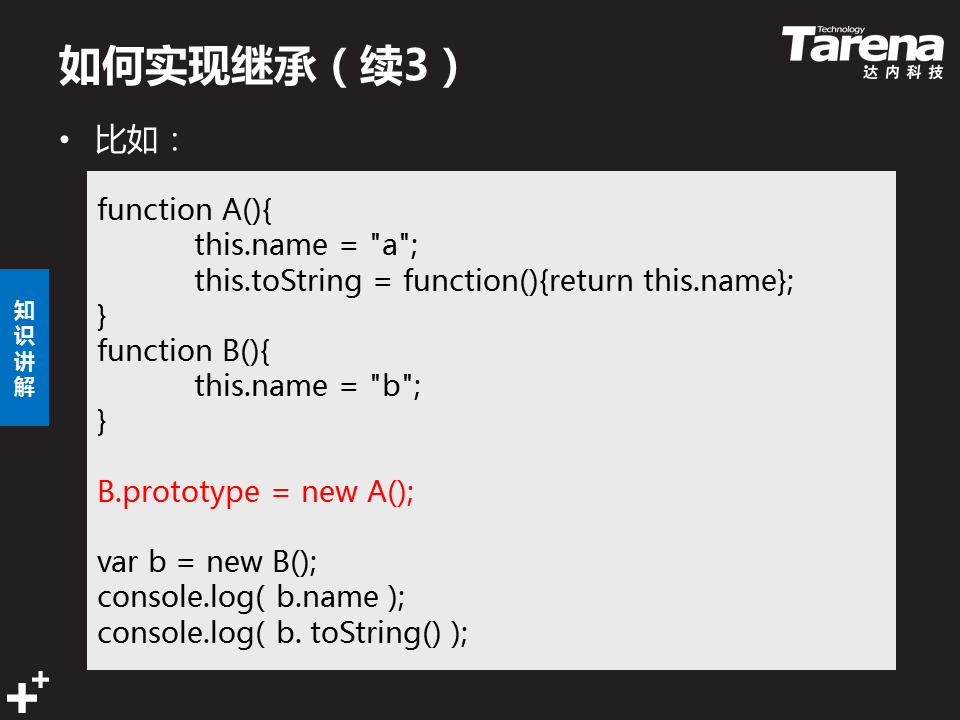 如何实现继承（续3）
Technology
Tarena
达内科技
• 比如：
function A(){
this.name = "a";
this.toString = function(){return this.name};
}
function B(){
this.name = "b";
}
B.prototype = new A();
var b = new B();
console.log( b.name );
console.log( b. toString() );
知识讲解